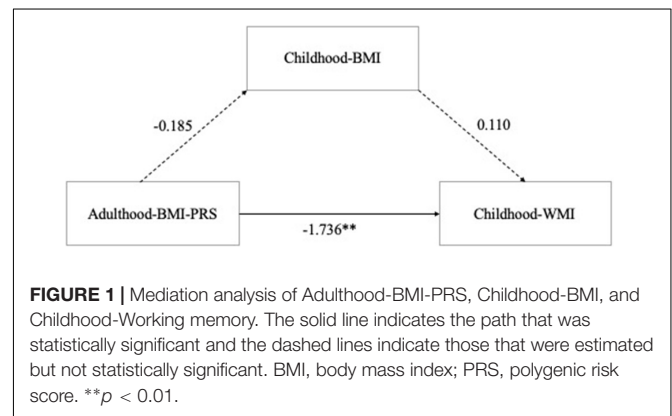 Childhood-BMI
-0.185
0.110
Adulthood-BMI-PRS
Childhood-WMI
-1.736**
FIGURE 1 | Mediation analysis of Adulthood-BMI-PRS, Childhood-BMI, and
Childhood-Working memory. The solid line indicates the path that was
statistically significant and the dashed lines indicate those that were estimated
but not statistically significant. BMI, body mass index; PRS, polygenic risk
score. **p < 0.01.